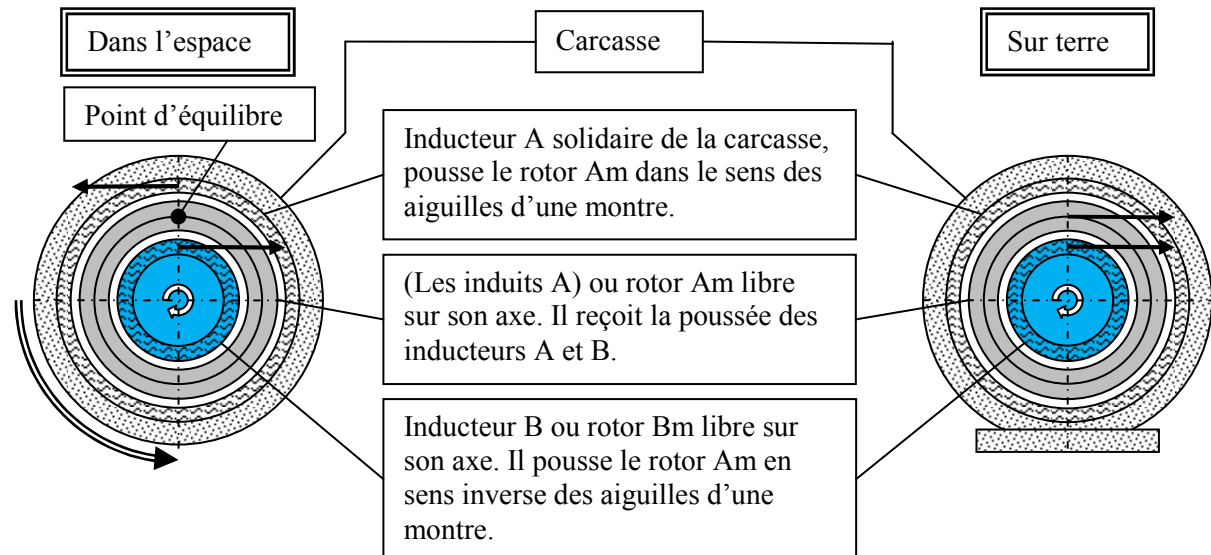 Dans l’espace
Carcasse
Sur terre
Point d’équilibre
Inducteur A solidaire de la carcasse,
pousse le rotor Am dans le sens des
aiguilles d’une montre.
(Les induits A) ou rotor Am libre
sur son axe. Il reçoit la poussée des
inducteurs A et B.
Inducteur B ou rotor Bm libre sur
son axe. Il pousse le rotor Am en
sens inverse des aiguilles d’une
montre.